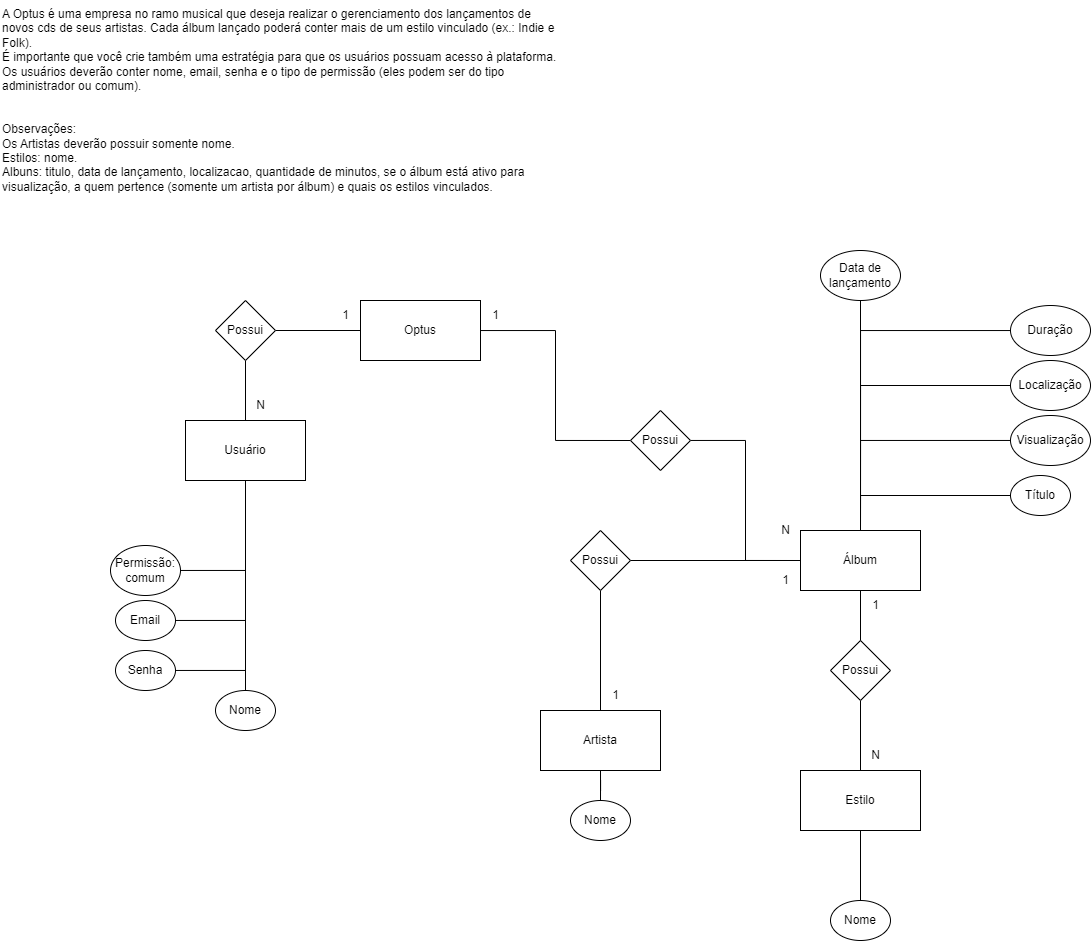 A Optus é uma empresa no ramo musical que deseja realizar o gerenciamento dos lançamentos de
novos cds de seus artistas. Cada álbum lançado poderá conter mais de um estilo vinculado (ex.: Indie e
Folk).
É importante que você crie também uma estratégia para que os usuários possuam acesso à plataforma.
Os usuários deverão conter nome, email, senha e o tipo de permissão (eles podem ser do tipo
administrador ou comum).
Observações:
Os Artistas deverão possuir somente nome.
Estilos: nome.
Albuns: titulo, data de lançamento, localizacao, quantidade de minutos, se o álbum está ativo para
visualização, a quem pertence (somente um artista por álbum) e quais os estilos vinculados.
Data de
lançamento
Possui
1
Optus
1
Duração
Localização
N
Possui
Visualização
Usuário
Título
N
Possui
Álbum
1
Permissão:
comum
1
Email
Possui
Senha
1
Nome
Artista
N
Estilo
Nome
Nome